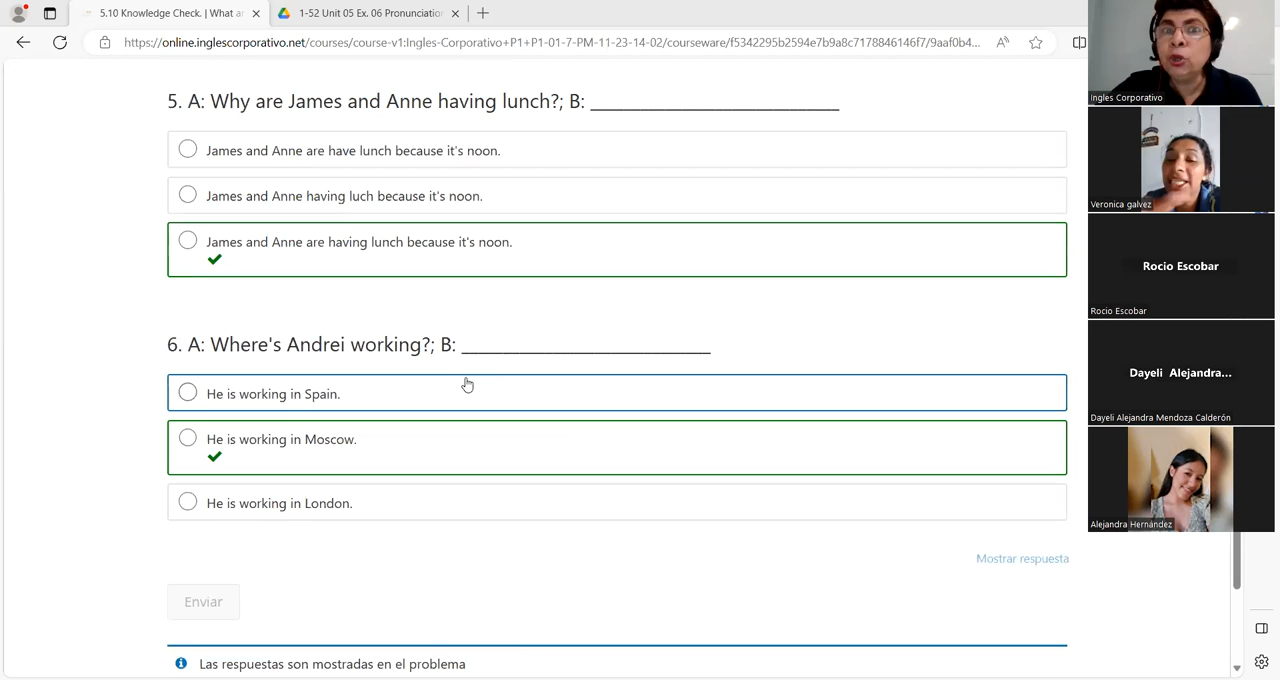 5.10 Knowledge Check. | What a
1-52 Unit 05 Ex. 06 Pronunciation
https://online.inglescorporativo.net/courses/course-v1:Ingles-Corporativo+P1+P1-01-7-PM-11-23-14-02/courseware/f5342295b2594e7b9a8c7178846146f7/9aaf0b4...
5. A: Why are James and Anne having lunch?; B: ____________________________
James and Anne are have lunch because it's noon.
James and Anne having luch because it's noon.
James and Anne are having lunch because it's noon.
6. A: Where's Andrei working?; B: ____________________________
He is working in Spain.
He is working in Moscow.
He is working in London.
Mostrar respuesta
Enviar
Las respuestas son mostradas en el problema
Ingles Corporativo
Veronica galvez
Rocio Escobar
Rocio Escobar
Dayeli Alejandra...
Dayeli Alejandra Mendoza Calderón
Alejandra Hernández